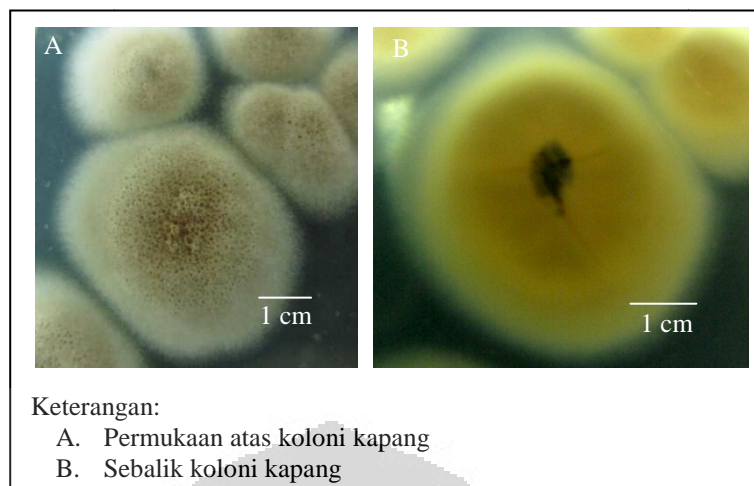 A
B
1 cm
1 cm
Keterangan:
A. Permukaan atas koloni kapang
B. Sebalik koloni kapang